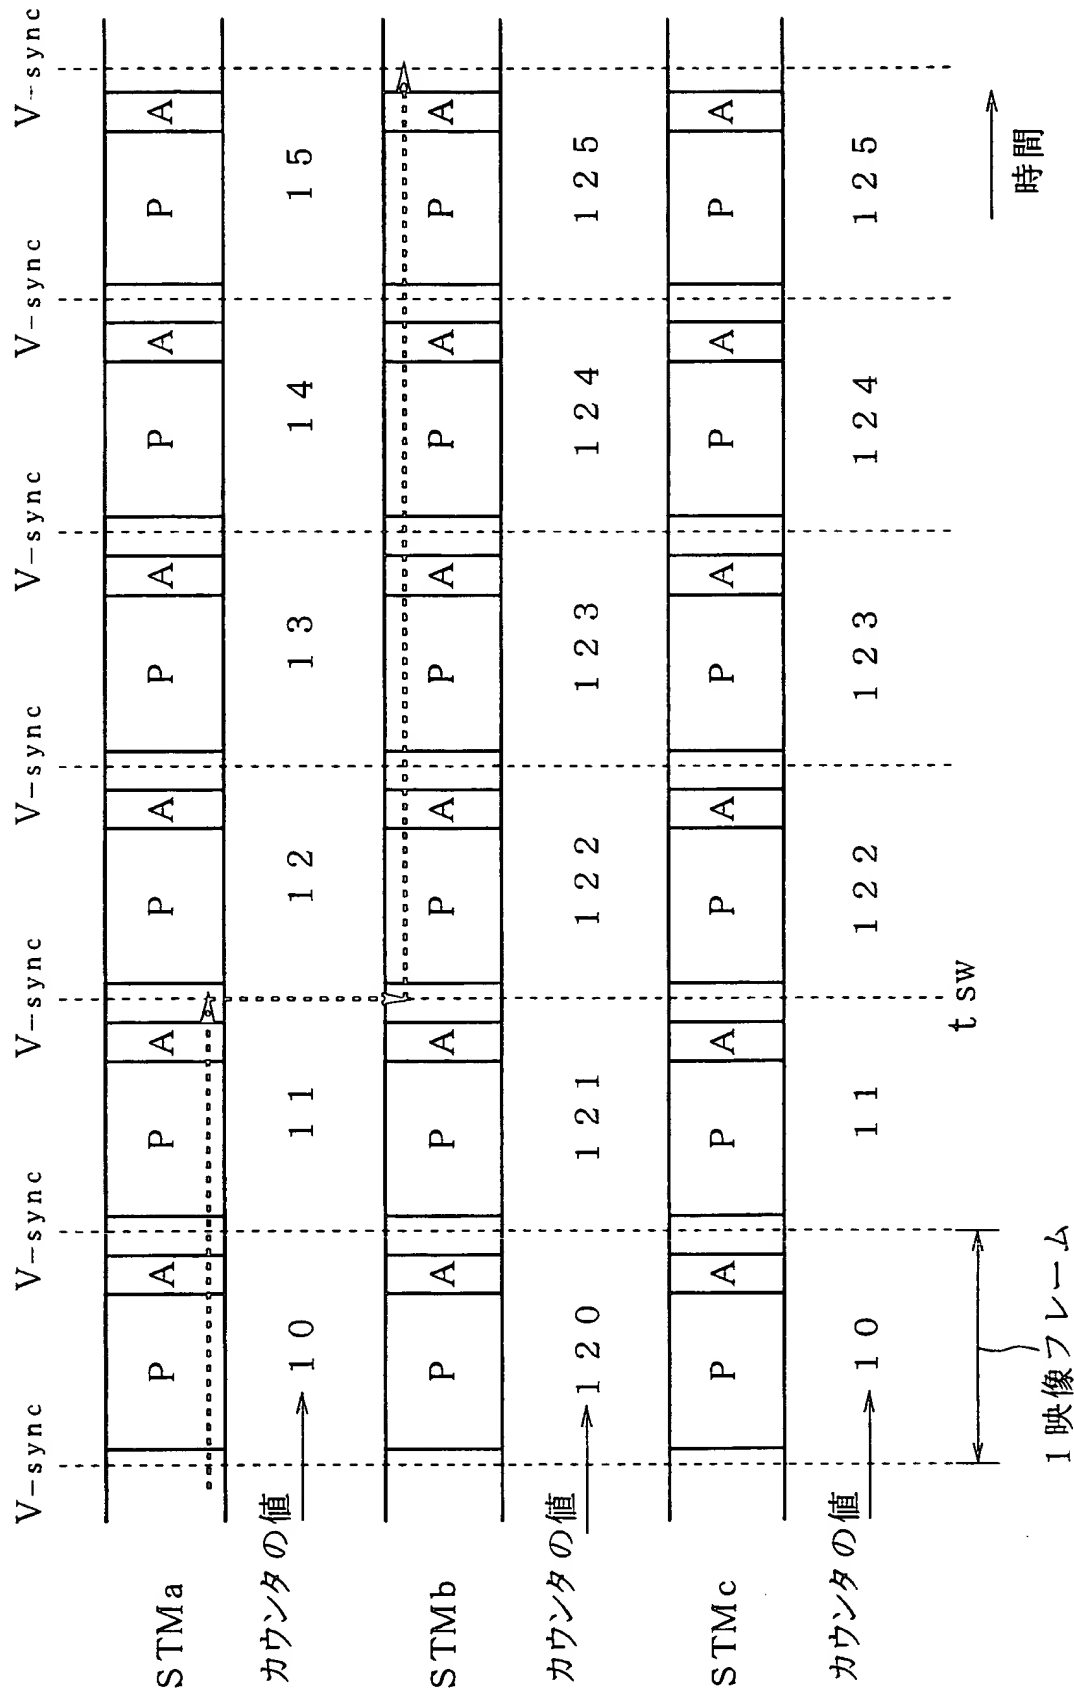 V-sync V-sync V-sync V-sync V-sync V-sync V-sync
STMa P A P A P A P A P A P A
カウンタの値 10 11 12 13 14 15
STMb P A P A P A P A P A P A
カウンタの値 120 121 122 123 124 125
STMc P A P A P A P A P A P A
カウンタの値 10 11 122 123 124 125
t sw
時間
1映像フレーム